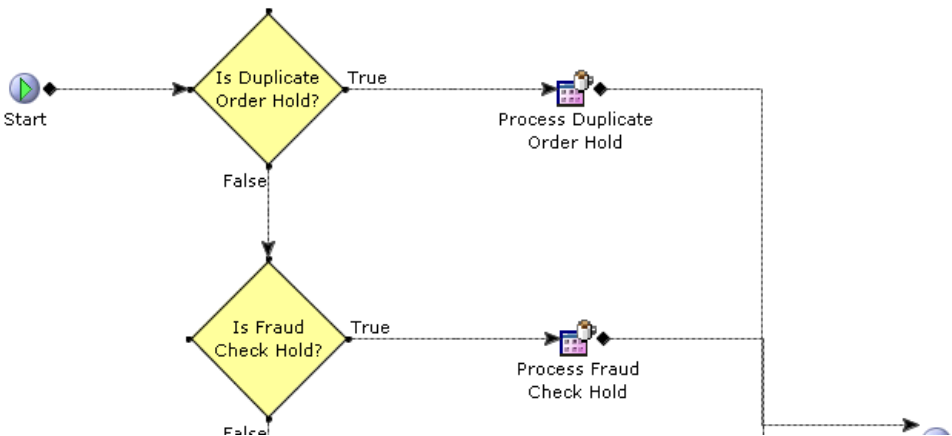 Is Duplicate
Order Hold?
True
Start
Process Duplicate
Order Hold
False
Is Fraud
Check Hold?
True
Process Fraud
Check Hold
False